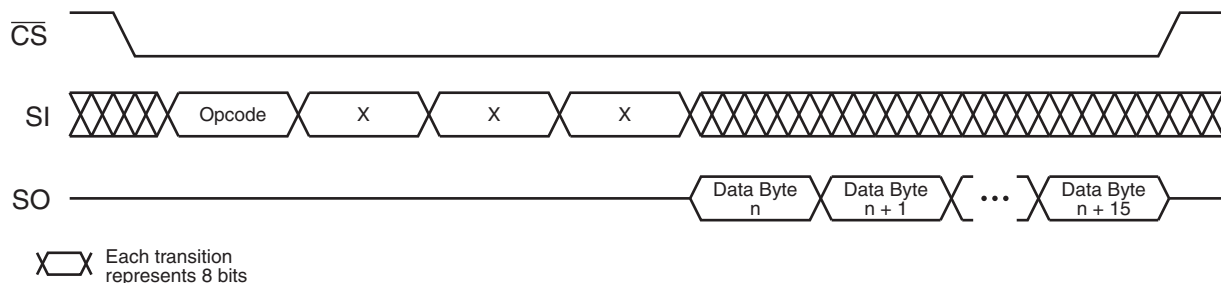 CS
SI
Opcode
X
X
X
SO
Data Byte
n
Data Byte
n + 1
•••
Data Byte
n + 15
Each transition
represents 8 bits